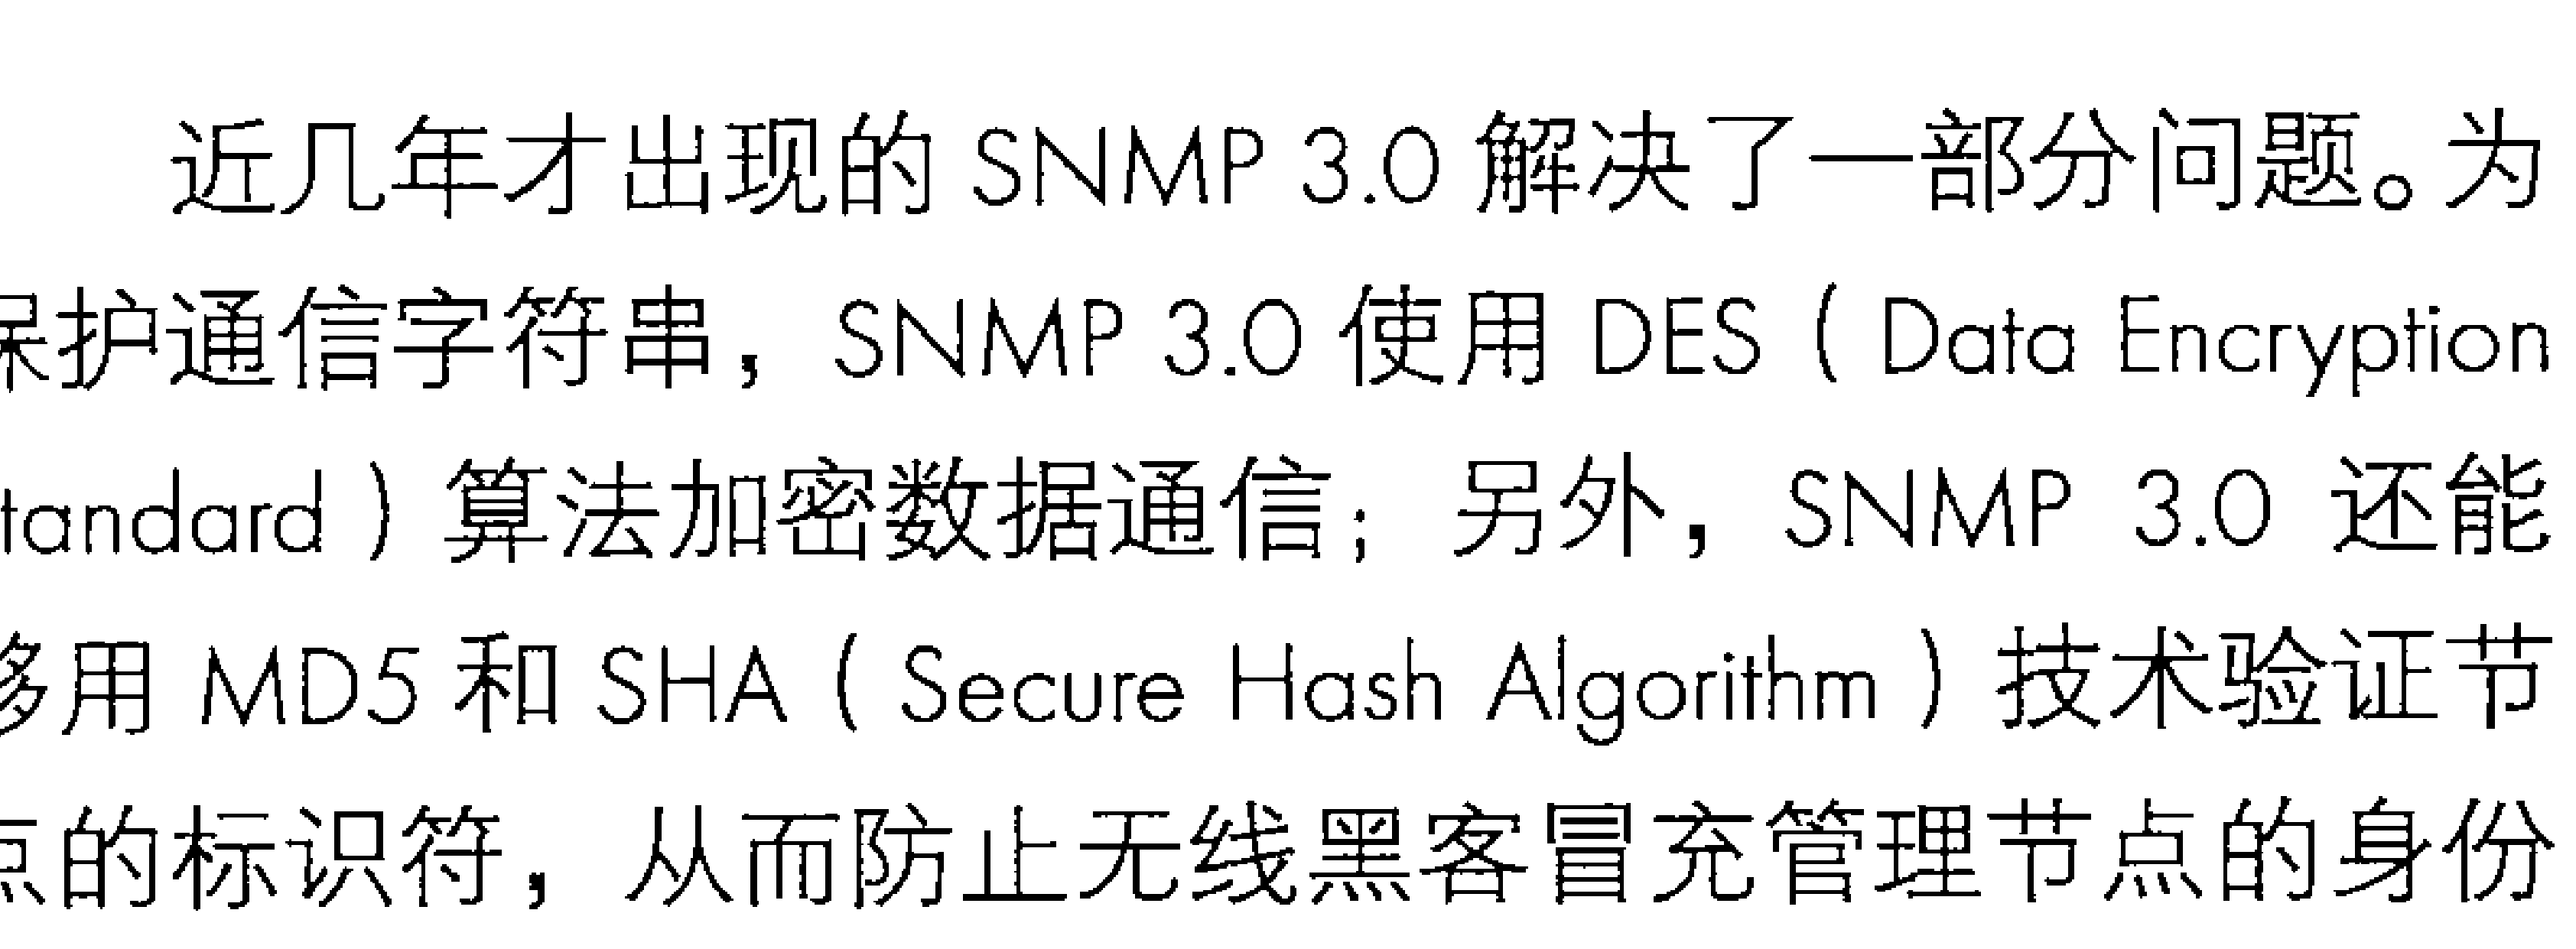 近几年才出现的 SNMP 3.0 解决了一部分问题。为
保护通信字符串，SNMP 3.0 使用 DES（Data Encryption
tandard）算法加密数据通信；另外，SNMP 3.0 还能
够用 MD5 和 SHA（Secure Hash Algorithm）技术验证节
点的标识符，从而防止无线黑客冒充管理节点的身份